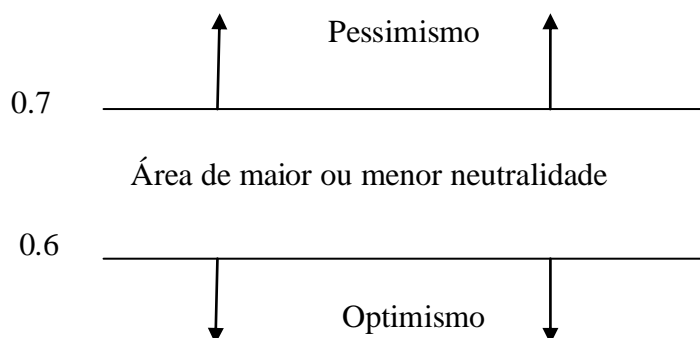 Pessimismo
0.7
Área de maior ou menor neutralidade
0.6
Optimismo